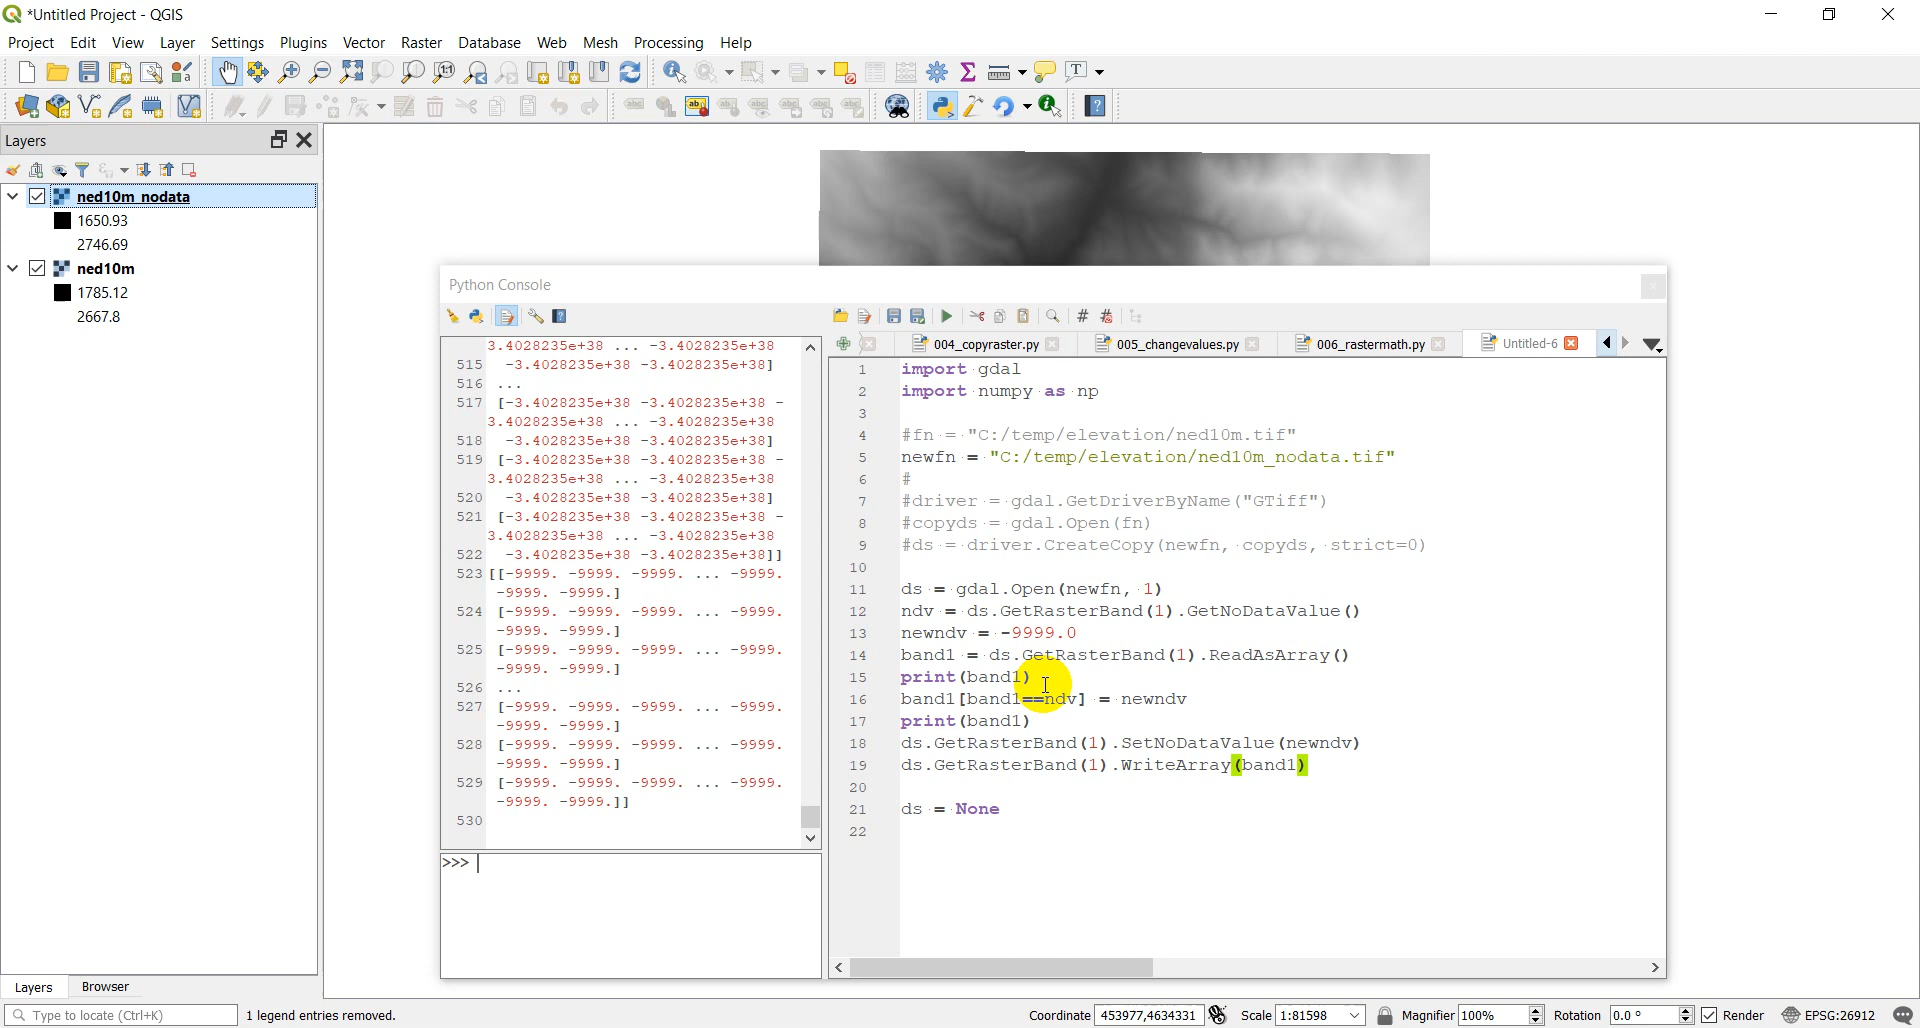 *Untitled Project - QGIS
Project Edit View Layer Settings Plugins Vector Raster Database Web Mesh Processing Help
Layers
ned10m_nodata
1650.93
2746.69
ned10m
1785.12
2667.8
Python Console
004_copyraster.py 005_changevalues.py 006_rastermath.py Untitled-6
3.4028235e+38 ... -3.4028235e+38
515 -3.4028235e+38 -3.4028235e+38]
516 ...
517 [-3.4028235e+38 -3.4028235e+38 -
3.4028235e+38 ... -3.4028235e+38
518 -3.4028235e+38 -3.4028235e+38]
519 [-3.4028235e+38 -3.4028235e+38 -
3.4028235e+38 ... -3.4028235e+38
520 -3.4028235e+38 -3.4028235e+38]
521 [-3.4028235e+38 -3.4028235e+38 -
3.4028235e+38 ... -3.4028235e+38
522 -3.4028235e+38 -3.4028235e+38]]
523 [[-9999. -9999. -9999. ... -9999.
-9999. -9999.]
524 [-9999. -9999. -9999. ... -9999.
-9999. -9999.]
525 [-9999. -9999. -9999. ... -9999.
-9999. -9999.]
526 ...
527 [-9999. -9999. -9999. ... -9999.
-9999. -9999.]
528 [-9999. -9999. -9999. ... -9999.
-9999. -9999.]
529 [-9999. -9999. -9999. ... -9999.
-9999. -9999.]]
530
>>>
1 import gdal
2 import numpy as np
3
4 #fn = "C:/temp/elevation/ned10m.tif"
5 newfn = "C:/temp/elevation/ned10m_nodata.tif"
6 #
7 #driver = gdal.GetDriverByName("GTiff")
8 #copyds = gdal.Open(fn)
9 #ds = driver.CreateCopy(newfn, copyds, strict=0)
10
11 ds = gdal.Open(newfn, 1)
12 ndv = ds.GetRasterBand(1).GetNoDataValue()
13 newndv = -9999.0
14 band1 = ds.GetRasterBand(1).ReadAsArray()
15 print(band1)
16 band1[band1==ndv] = newndv
17 print(band1)
18 ds.GetRasterBand(1).SetNoDataValue(newndv)
19 ds.GetRasterBand(1).WriteArray(band1)
20
21 ds = None
22
Layers Browser
Type to locate (Ctrl+K) 1 legend entries removed. Coordinate 453977,4634331 Scale 1:81598 Magnifier 100% Rotation 0.0 ° Render EPSG:26912